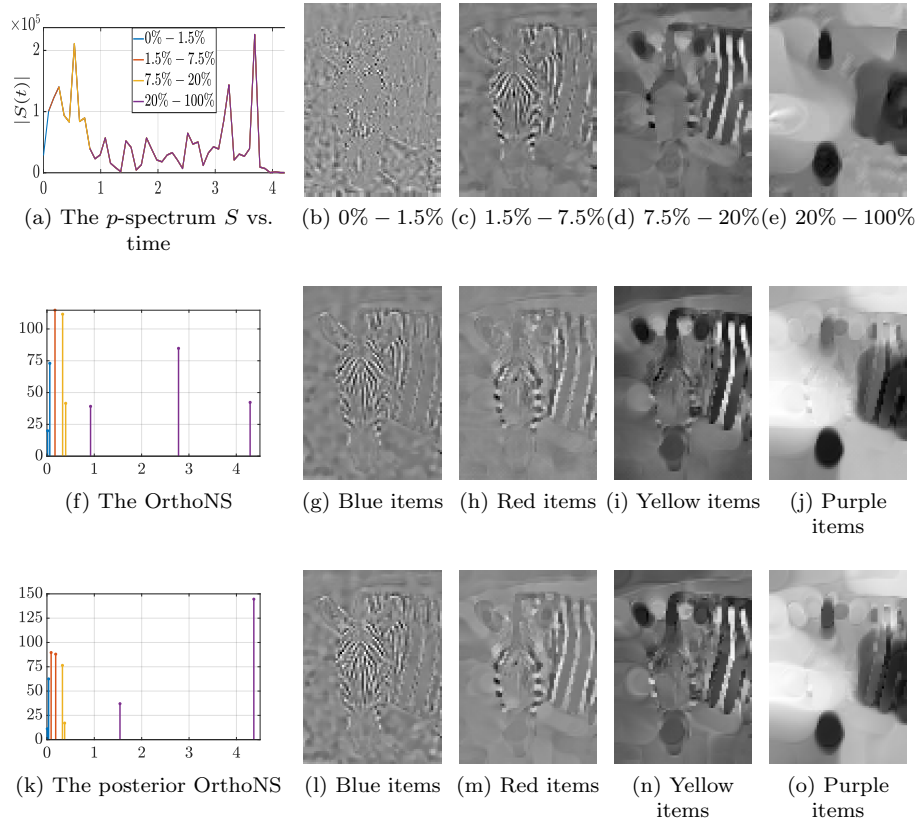 ×10⁵
|S(t)|
2
1
0
0 1 2 3 4
0% − 1.5%
1.5% − 7.5%
7.5% − 20%
20% − 100%
(a) The p-spectrum S vs.
time
(b) 0% − 1.5%
(c) 1.5% − 7.5%
(d) 7.5% − 20%
(e) 20% − 100%
100
75
50
25
0
0 1 2 3 4
(f) The OrthoNS
(g) Blue items
(h) Red items
(i) Yellow items
(j) Purple
items
150
125
100
75
50
25
0
0 1 2 3 4
(k) The posterior OrthoNS
(l) Blue items
(m) Red items
(n) Yellow
items
(o) Purple
items